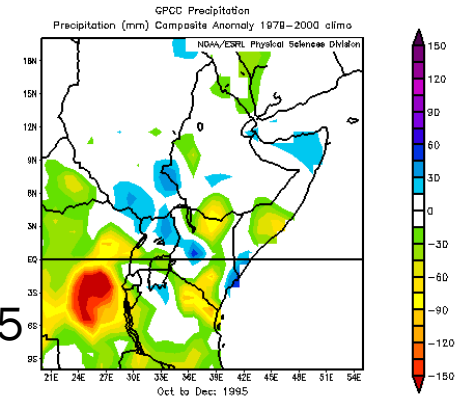 GPCC Precipitation
Precipitation (mm) Composite Anomaly 1978-2000 climo
NOAA/ESRL Physical Sciences Division
18N
15N
12N
9N
6N
3N
EQ
3S
6S
9S
21E 24E 27E 30E 33E 36E 39E 42E 45E 48E 51E 54E
Oct to Dec: 1995
5
150
120
90
60
30
0
-30
-60
-90
-120
-150